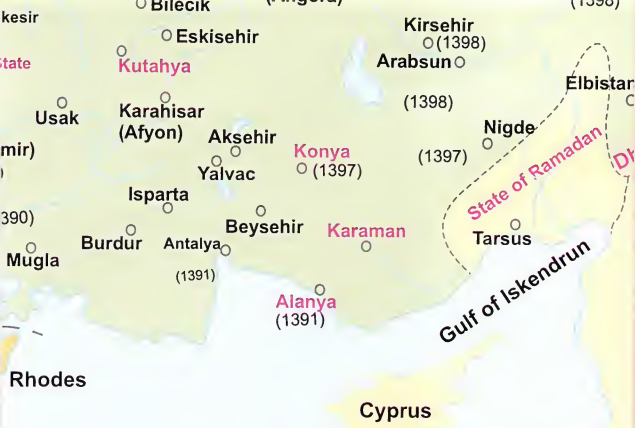 Bilecik
(1398)
kesir
Kirsehir
(1398)
Eskisehir
Arabsun
State
Kutahya
Elbistan
(1398)
Karahisar
(Afyon)
Usak
Nigde
Aksehir
Konya
(1397)
(1397)
mir)
Yalvac
State of Ramadan
Isparta
390)
Beysehir
Karaman
Tarsus
Burdur
Antalya
Mugla
(1391)
Gulf of Iskendrun
Alanya
(1391)
Rhodes
Cyprus